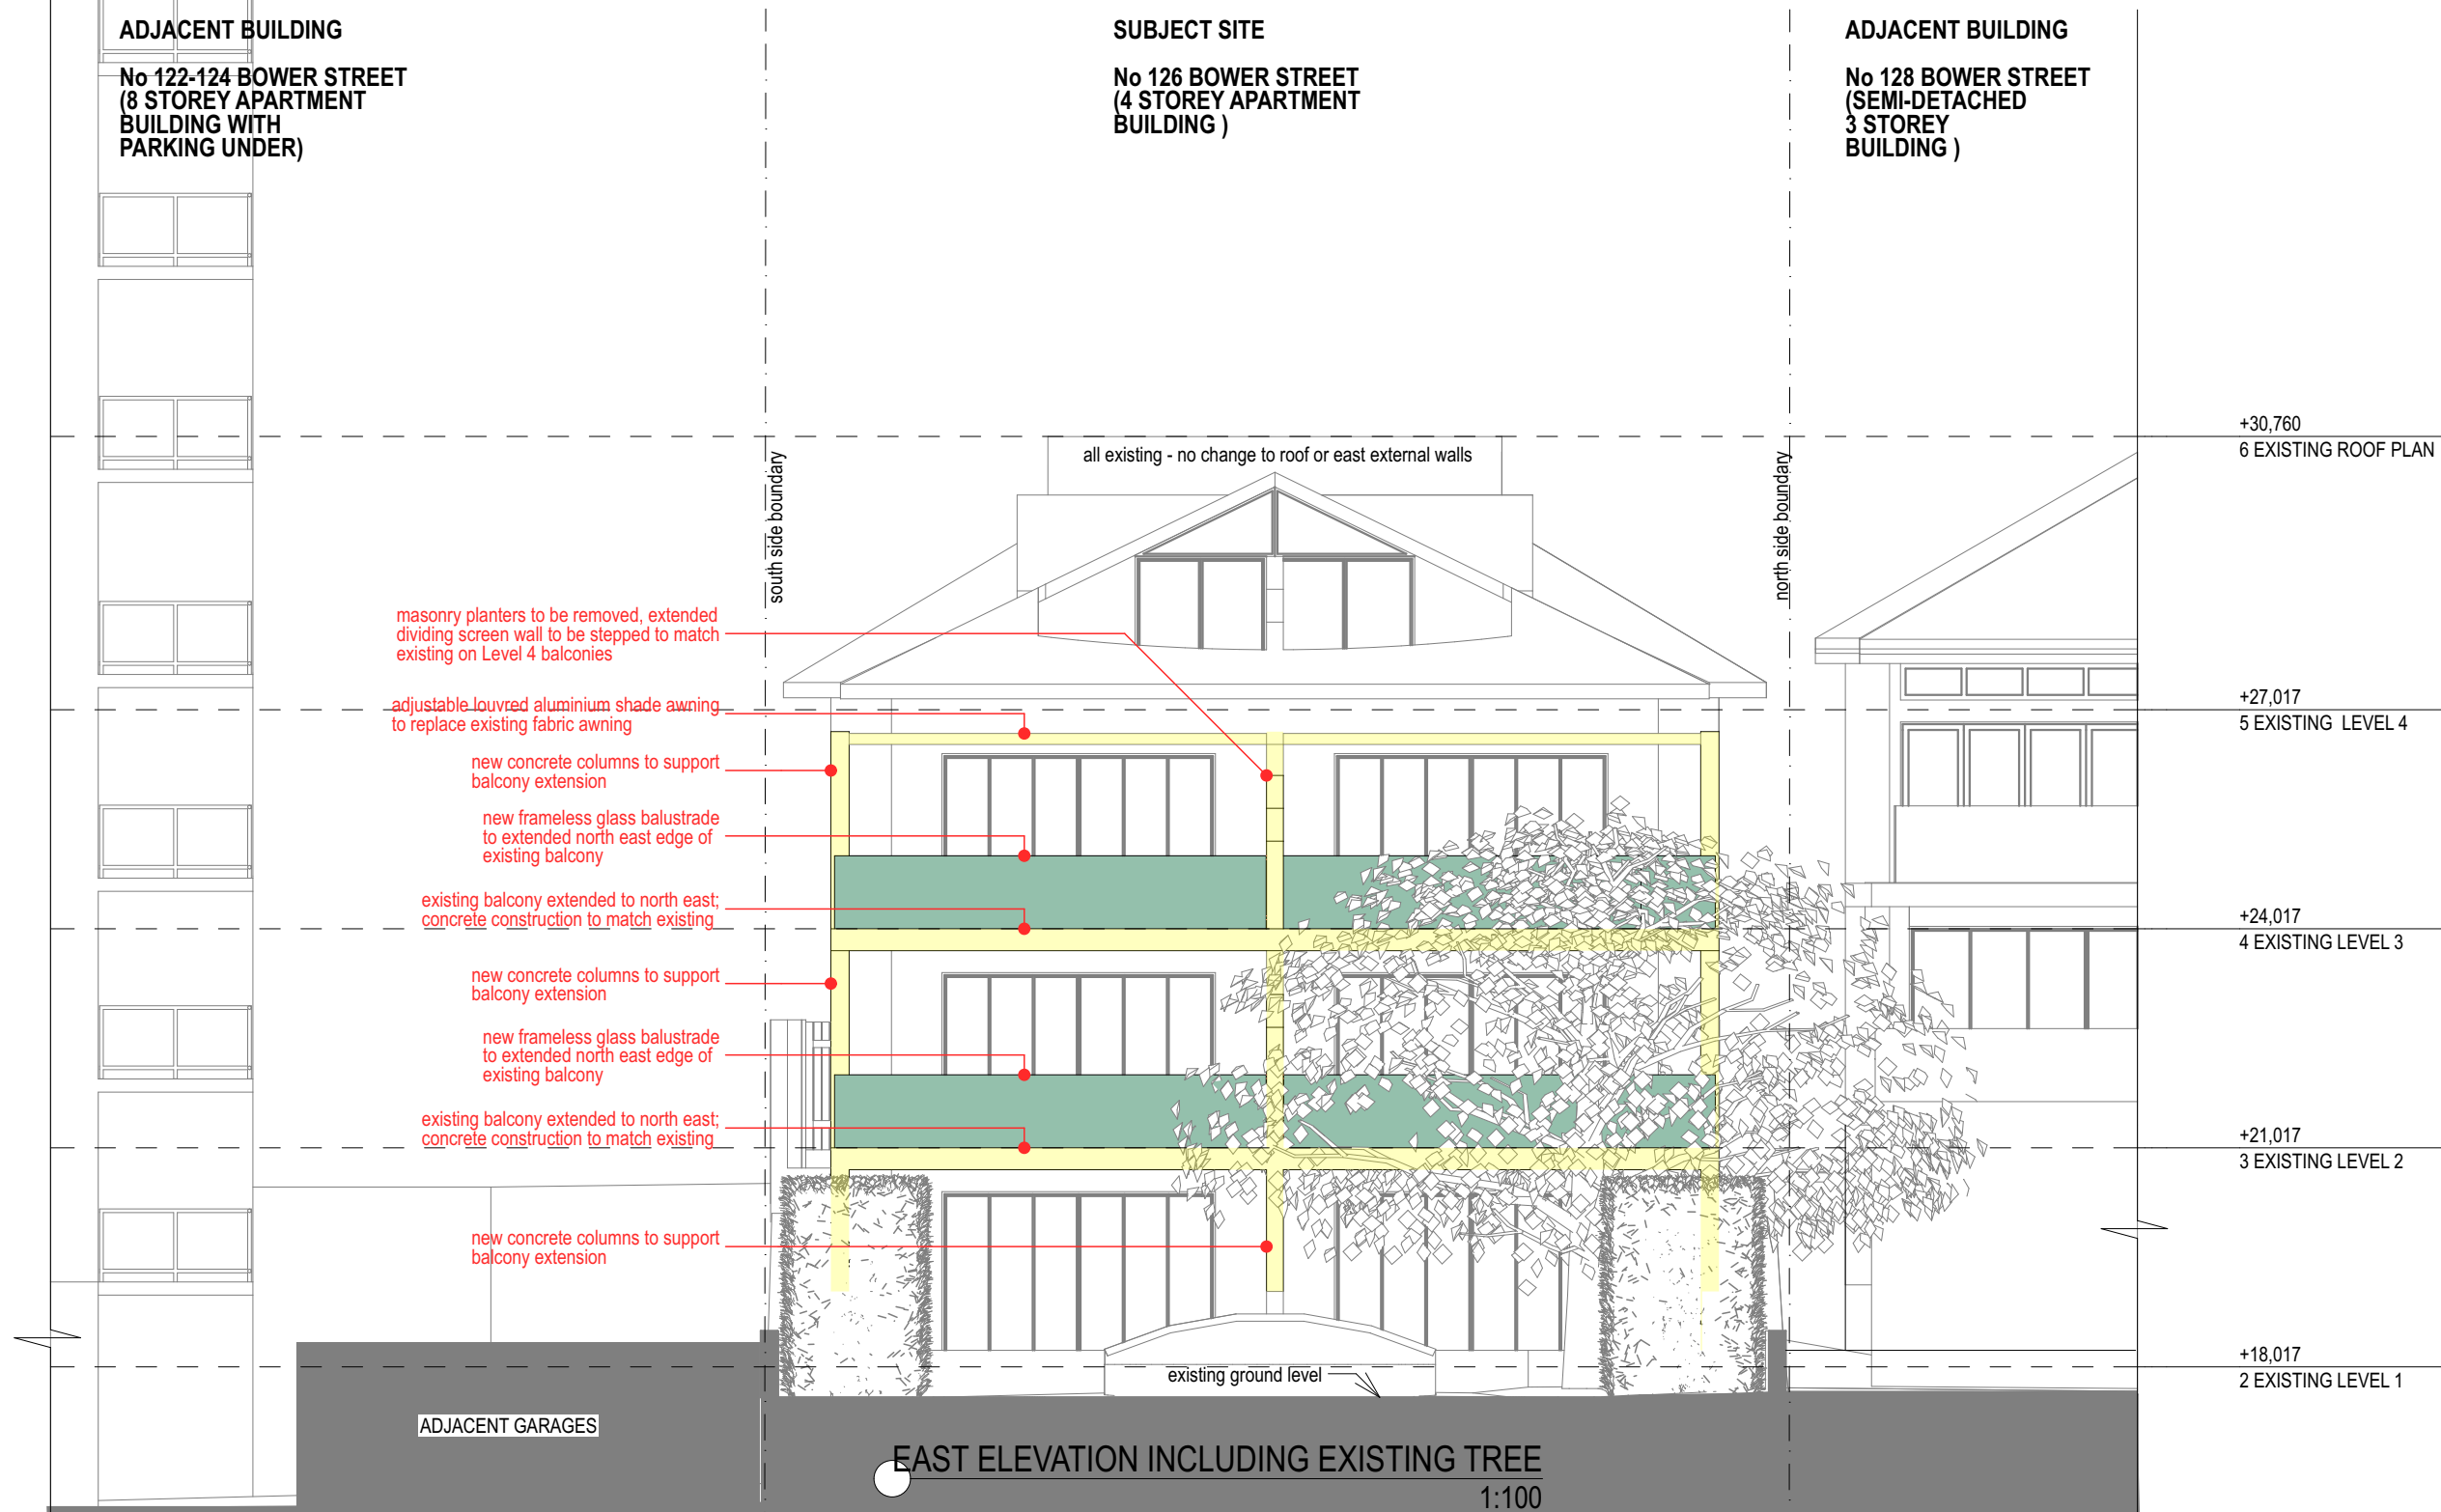 ADJACENT BUILDING
No 122-124 BOWER STREET
(8 STOREY APARTMENT
BUILDING WITH
PARKING UNDER)
SUBJECT SITE
No 126 BOWER STREET
(4 STOREY APARTMENT
BUILDING )
ADJACENT BUILDING
No 128 BOWER STREET
(SEMI-DETACHED
3 STOREY
BUILDING )
+30,760
6 EXISTING ROOF PLAN
all existing - no change to roof or east external walls
south side boundary
north side boundary
masonry planters to be removed, extended
dividing screen wall to be stepped to match
existing on Level 4 balconies
adjustable louvred aluminium shade awning
to replace existing fabric awning
+27,017
5 EXISTING LEVEL 4
new concrete columns to support
balcony extension
new frameless glass balustrade
to extended north east edge of
existing balcony
existing balcony extended to north east;
concrete construction to match existing
+24,017
4 EXISTING LEVEL 3
new concrete columns to support
balcony extension
new frameless glass balustrade
to extended north east edge of
existing balcony
existing balcony extended to north east;
concrete construction to match existing
+21,017
3 EXISTING LEVEL 2
new concrete columns to support
balcony extension
+18,017
2 EXISTING LEVEL 1
existing ground level
ADJACENT GARAGES
EAST ELEVATION INCLUDING EXISTING TREE
1:100